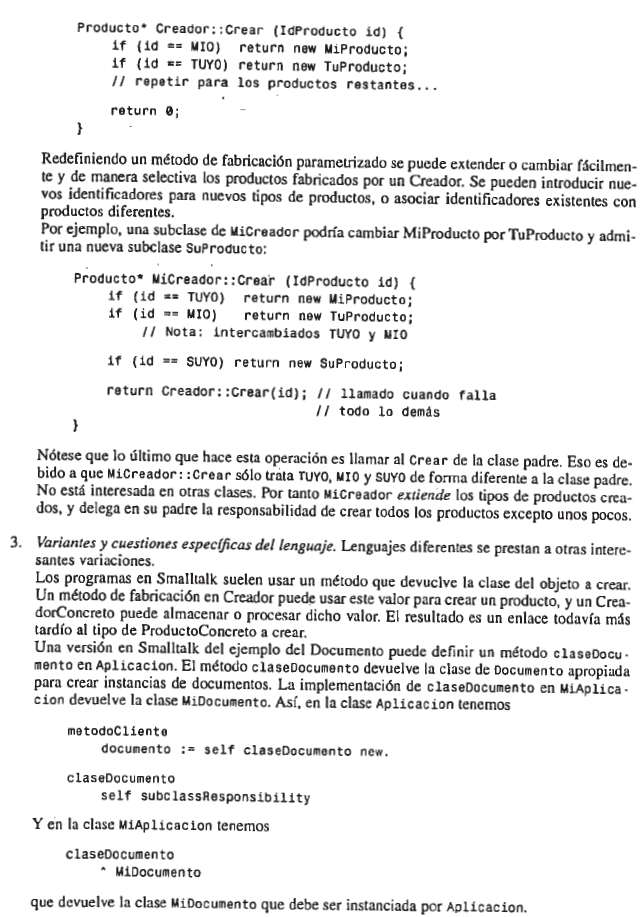 Producto* Creador::Crear (IdProducto id) {
if (id == MIO) return new MiProducto;
if (id == TUYO) return new TuProducto;
// repetir para los productos restantes...
return 0;
}
Redefiniendo un método de fabricación parametrizado se puede extender o cambiar fácilmen-
te y de manera selectiva los productos fabricados por un Creador. Se pueden introducir nue-
vos identificadores para nuevos tipos de productos, o asociar identificadores existentes con
productos diferentes.
Por ejemplo, una subclase de MiCreador podría cambiar MiProducto por TuProducto y admi-
tir una nueva subclase SuProducto:
Producto* MiCreador::Crear (IdProducto id) {
if (id == TUYO) return new MiProducto;
if (id == MIO) return new TuProducto;
// Nota: intercambiados TUYO y MIO
if (id == SUYO) return new SuProducto;
return Creador::Crear(id); // llamado cuando falla
// todo lo demás
}
Nótese que lo último que hace esta operación es llamar al Crear de la clase padre. Eso es de-
bido a que MiCreador::Crear sólo trata TUYO, MIO y SUYO de forma diferente a la clase padre.
No está interesada en otras clases. Por tanto MiCreador extiende los tipos de productos crea-
dos, y delega en su padre la responsabilidad de crear todos los productos excepto unos pocos.
3. Variantes y cuestiones específicas del lenguaje. Lenguajes diferentes se prestan a otras intere-
santes variaciones.
Los programas en Smalltalk suelen usar un método que devuelve la clase del objeto a crear.
Un método de fabricación en Creador puede usar este valor para crear un producto, y un Crea-
dorConcreto puede almacenar o procesar dicho valor. El resultado es un enlace todavía más
tardío al tipo de ProductoConcreto a crear.
Una versión en Smalltalk del ejemplo del Documento puede definir un método claseDocu-
mento en Aplicacion. El método claseDocumento devuelve la clase de Documento apropiada
para crear instancias de documentos. La implementación de claseDocumento en MiAplica-
cion devuelve la clase MiDocumento. Así, en la clase Aplicacion tenemos
metodoCliente
documento := self claseDocumento new.
claseDocumento
self subclassResponsibility
Y en la clase MiAplicacion tenemos
claseDocumento
^ MiDocumento
que devuelve la clase MiDocumento que debe ser instanciada por Aplicacion.